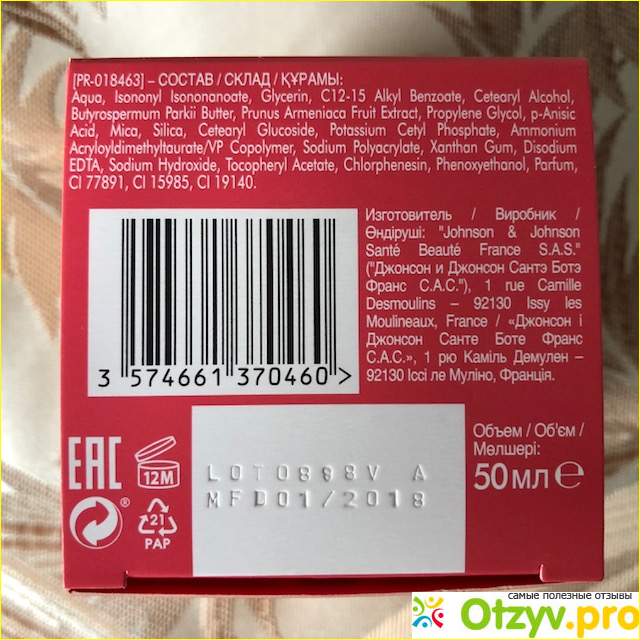 [PR-018463] – СОСТАВ / СКЛАД / ҚҰРАМЫ:
Aqua, Isononyl Isononanoate, Glycerin, C12-15 Alkyl Benzoate, Cetearyl Alcohol,
Butyrospermum Parkii Butter, Prunus Armeniaca Fruit Extract, Propylene Glycol, p-Anisic
Acid, Mica, Silica, Cetearyl Glucoside, Potassium Cetyl Phosphate, Ammonium
Acryloyldimethyltaurate/VP Copolymer, Sodium Polyacrylate, Xanthan Gum, Disodium
EDTA, Sodium Hydroxide, Tocopheryl Acetate, Chlorphenesin, Phenoxyethanol, Parfum,
CI 77891, CI 15985, CI 19140.
Изготовитель / Виробник /
Өндіруші: "Johnson & Johnson
Santé Beauté France S.A.S."
("Джонсон и Джонсон Сантэ Ботэ
Франс С.А.С."), 1 rue Camille
Desmoulins – 92130 Issy les
Moulineaux, France / «Джонсон і
Джонсон Санте Боте Франс
С.А.С.», 1 рю Каміль Демулен –
92130 Іссі ле Муліно, Франція.
3 574661 370460 >
EAC
12M
LOT0898V A
MFD01/2018
Объем / Об'єм /
Мөлшері:
50 мл e
®
21
PAP
самые полезные отзывы
Otzyv.pro